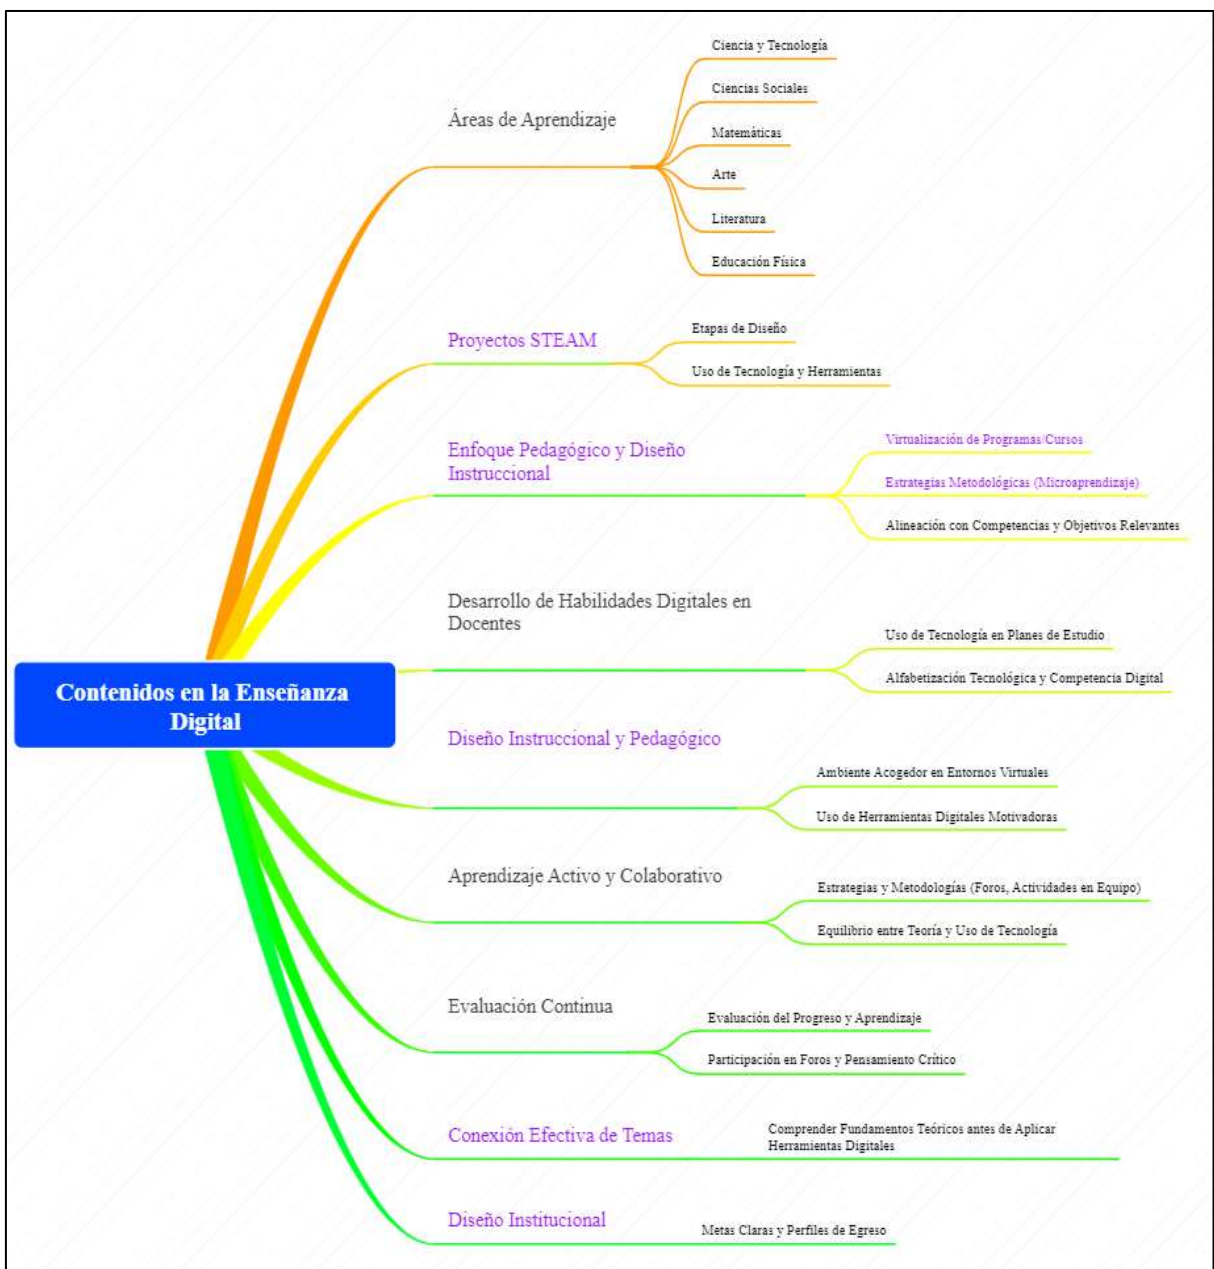 Contenidos en la Enseñanza
Digital
Áreas de Aprendizaje
Ciencia y Tecnología
Ciencias Sociales
Matemáticas
Arte
Literatura
Educación Física
Proyectos STEAM
Etapas de Diseño
Uso de Tecnología y Herramientas
Enfoque Pedagógico y Diseño
Instruccional
Virtualización de Programas/Cursos
Estrategias Metodológicas (Microaprendizaje)
Alineación con Competencias y Objetivos Relevantes
Desarrollo de Habilidades Digitales en
Docentes
Uso de Tecnología en Planes de Estudio
Alfabetización Tecnológica y Competencia Digital
Diseño Instruccional y Pedagógico
Ambiente Acogedor en Entornos Virtuales
Uso de Herramientas Digitales Motivadoras
Aprendizaje Activo y Colaborativo
Estrategias y Metodologías (Foros, Actividades en Equipo)
Equilibrio entre Teoría y Uso de Tecnología
Evaluación Continua
Evaluación del Progreso y Aprendizaje
Participación en Foros y Pensamiento Crítico
Conexión Efectiva de Temas
Comprender Fundamentos Teóricos antes de Aplicar
Herramientas Digitales
Diseño Institucional
Metas Claras y Perfiles de Egreso